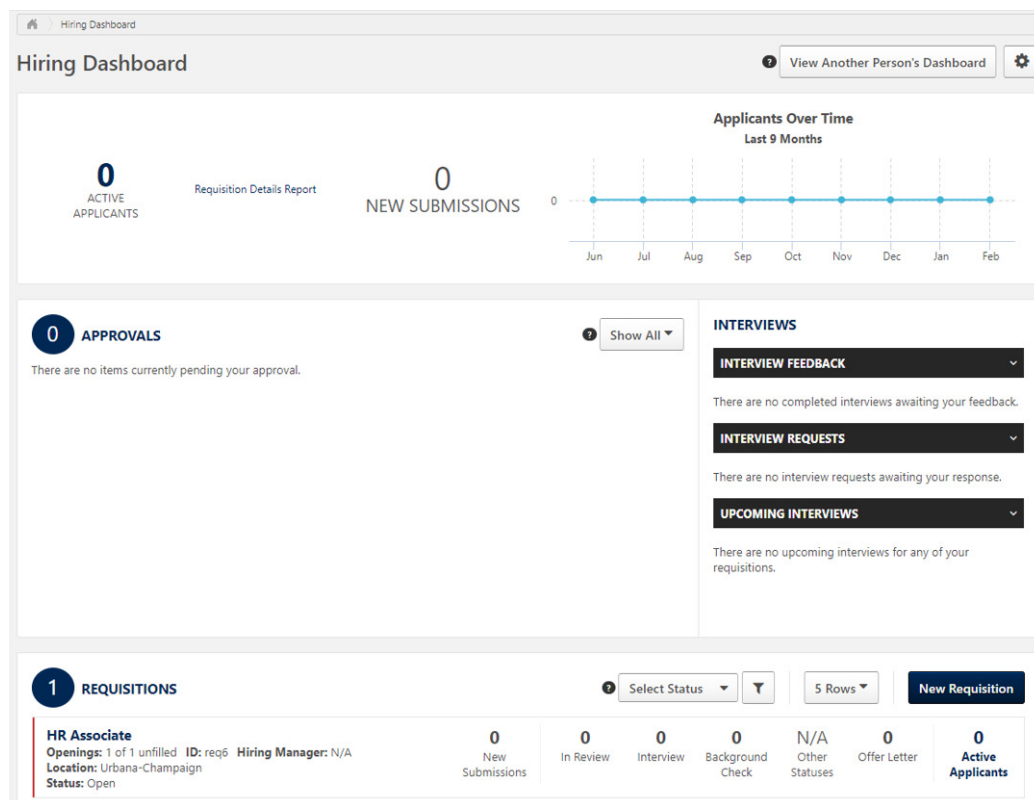 Hiring Dashboard
Hiring Dashboard
? View Another Person's Dashboard
0
ACTIVE
APPLICANTS
Requisition Details Report
0
NEW SUBMISSIONS
Applicants Over Time
Last 9 Months
0
Jun Jul Aug Sep Oct Nov Dec Jan Feb
0 APPROVALS
? Show All
There are no items currently pending your approval.
INTERVIEWS
INTERVIEW FEEDBACK
There are no completed interviews awaiting your feedback.
INTERVIEW REQUESTS
There are no interview requests awaiting your response.
UPCOMING INTERVIEWS
There are no upcoming interviews for any of your
requisitions.
1 REQUISITIONS
? Select Status 5 Rows New Requisition
HR Associate
Openings: 1 of 1 unfilled ID: req6 Hiring Manager: N/A
Location: Urbana-Champaign
Status: Open
0
New
Submissions
0
In Review
0
Interview
0
Background
Check
N/A
Other
Statuses
0
Offer Letter
0
Active
Applicants